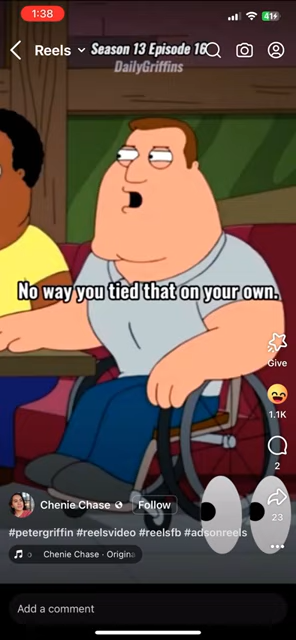 1:38
41
Reels
Season 13 Episode 16
DailyGriffins
No way you tied that on your own.
Give
1.1K
2
Chenie Chase
Follow
23
#petergriffin #reelsvideo #reelsfb #adsonreels
Chenie Chase · Origina
Add a comment